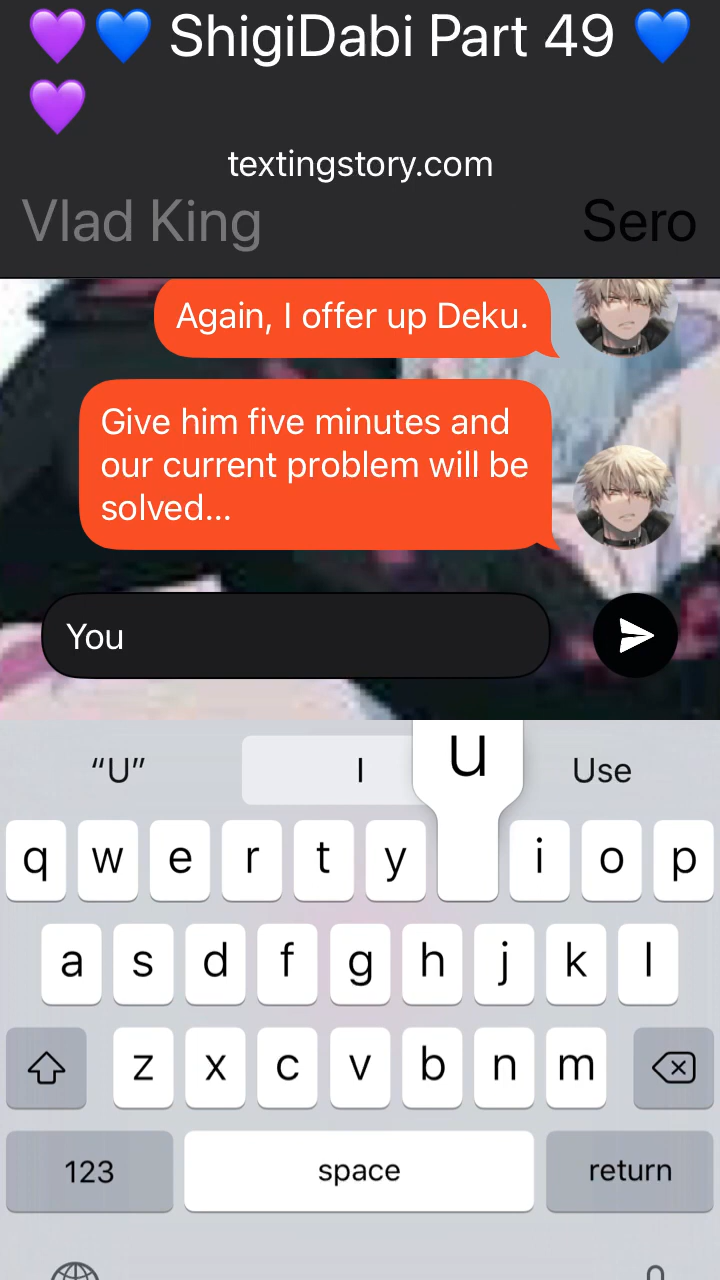 💜💙 ShigiDabi Part 49 💙
💜
textingstory.com
Vlad King Sero
Again, I offer up Deku.
Give him five minutes and
our current problem will be
solved...
You
“U” I u Use
q w e r t y i o p
a s d f g h j k l
z x c v b n m
123 space return